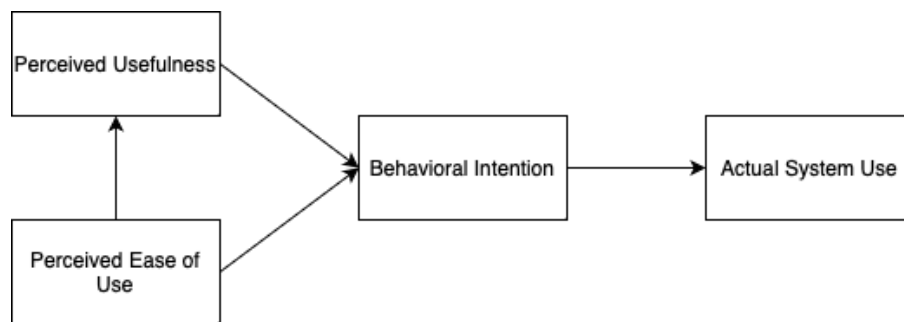 Perceived Usefulness
Behavioral Intention
Actual System Use
Perceived Ease of
Use